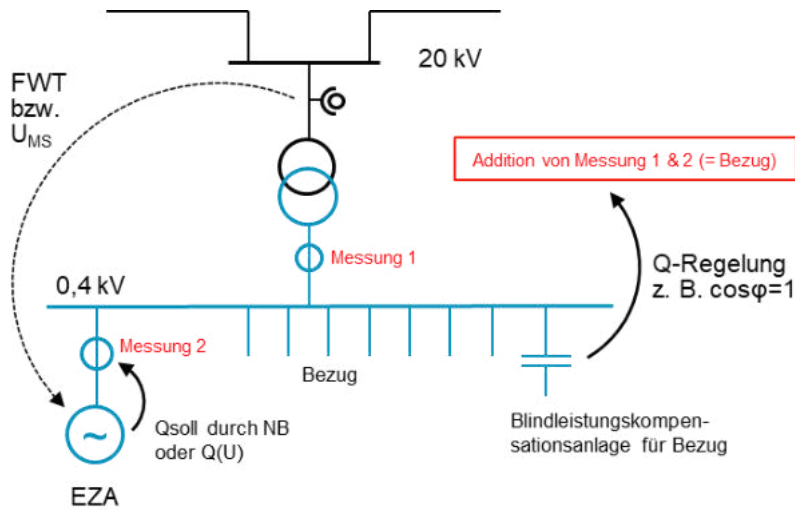 20 kV
FWT
bzw.
U_MS
Addition von Messung 1 & 2 (= Bezug)
Messung 1
Q-Regelung
z. B. cosφ=1
0,4 kV
Messung 2
Bezug
Qsoll durch NB
oder Q(U)
~
Blindleistungskompen-
sationsanlage für Bezug
EZA